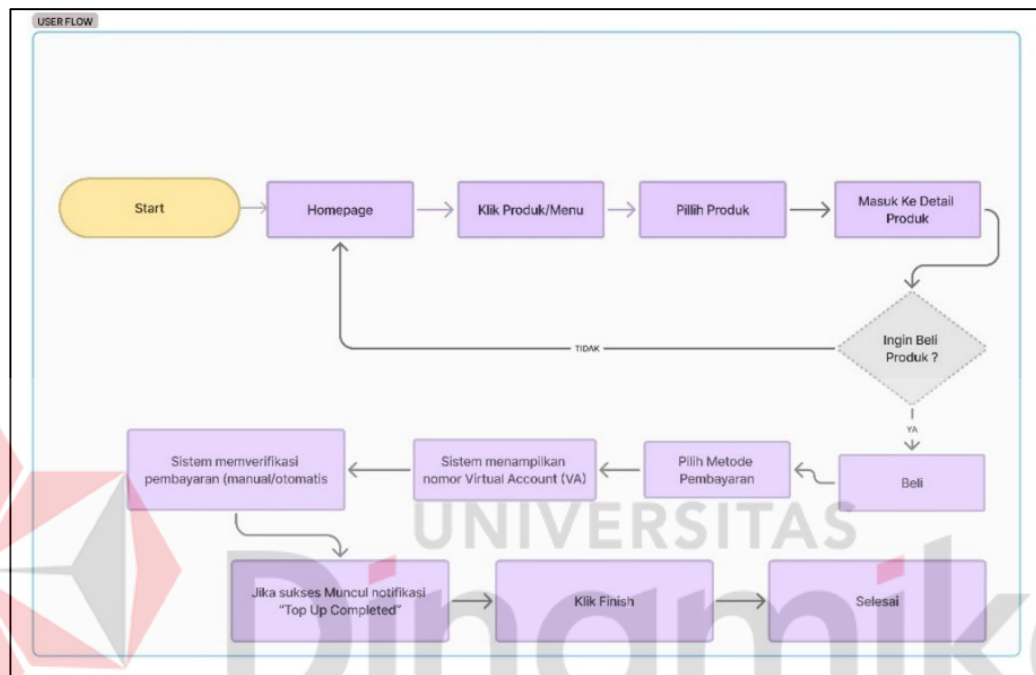 USER FLOW
Start
Homepage
Klik Produk/Menu
Pillih Produk
Masuk Ke Detail
Produk
Ingin Beli
Produk ?
TIDAK
YA
Beli
Pilih Metode
Pembayaran
Sistem menampilkan
nomor Virtual Account (VA)
Sistem memverifikasi
pembayaran (manual/otomatis
Jika sukses Muncul notifikasi
“Top Up Completed”
Klik Finish
Selesai
UNIVERSITAS
Dinamika